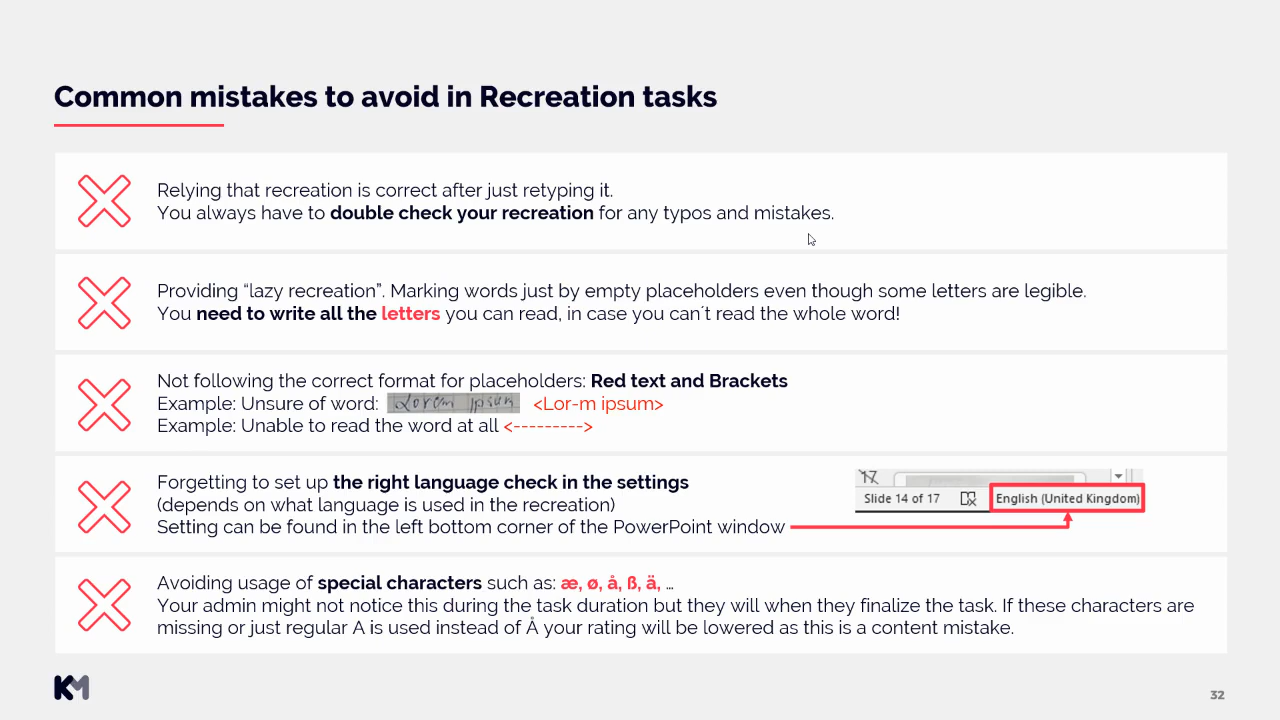 Common mistakes to avoid in Recreation tasks
Relying that recreation is correct after just retyping it.
You always have to double check your recreation for any typos and mistakes.
Providing “lazy recreation”. Marking words just by empty placeholders even though some letters are legible.
You need to write all the letters you can read, in case you can´t read the whole word!
Not following the correct format for placeholders: Red text and Brackets
Example: Unsure of word: Lorem ipsum <Lor-m ipsum>
Example: Unable to read the word at all <--------->
Forgetting to set up the right language check in the settings
(depends on what language is used in the recreation)
Setting can be found in the left bottom corner of the PowerPoint window
17
Slide 14 of 17 English (United Kingdom)
Avoiding usage of special characters such as: æ, ø, å, ß, ä, …
Your admin might not notice this during the task duration but they will when they finalize the task. If these characters are
missing or just regular A is used instead of Å your rating will be lowered as this is a content mistake.
KM
32